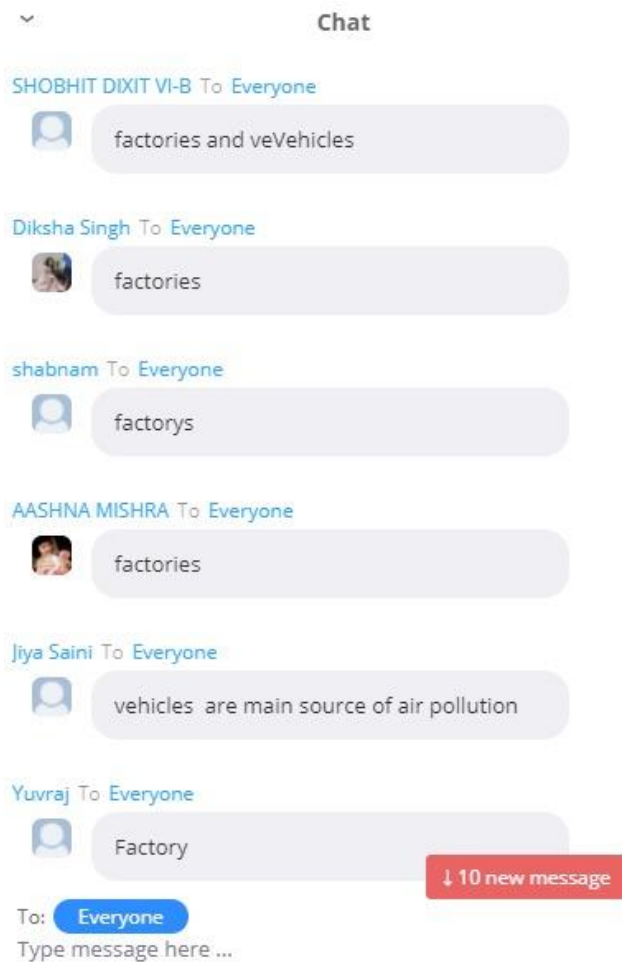 Chat
SHOBHIT DIXIT VI-B To Everyone
factories and veVehicles
Diksha Singh To Everyone
factories
shabnam To Everyone
factorys
AASHNA MISHRA To Everyone
factories
Jiya Saini To Everyone
vehicles  are main source of air pollution
Yuvraj To Everyone
Factory
↓10 new message
To: Everyone
Type message here ...